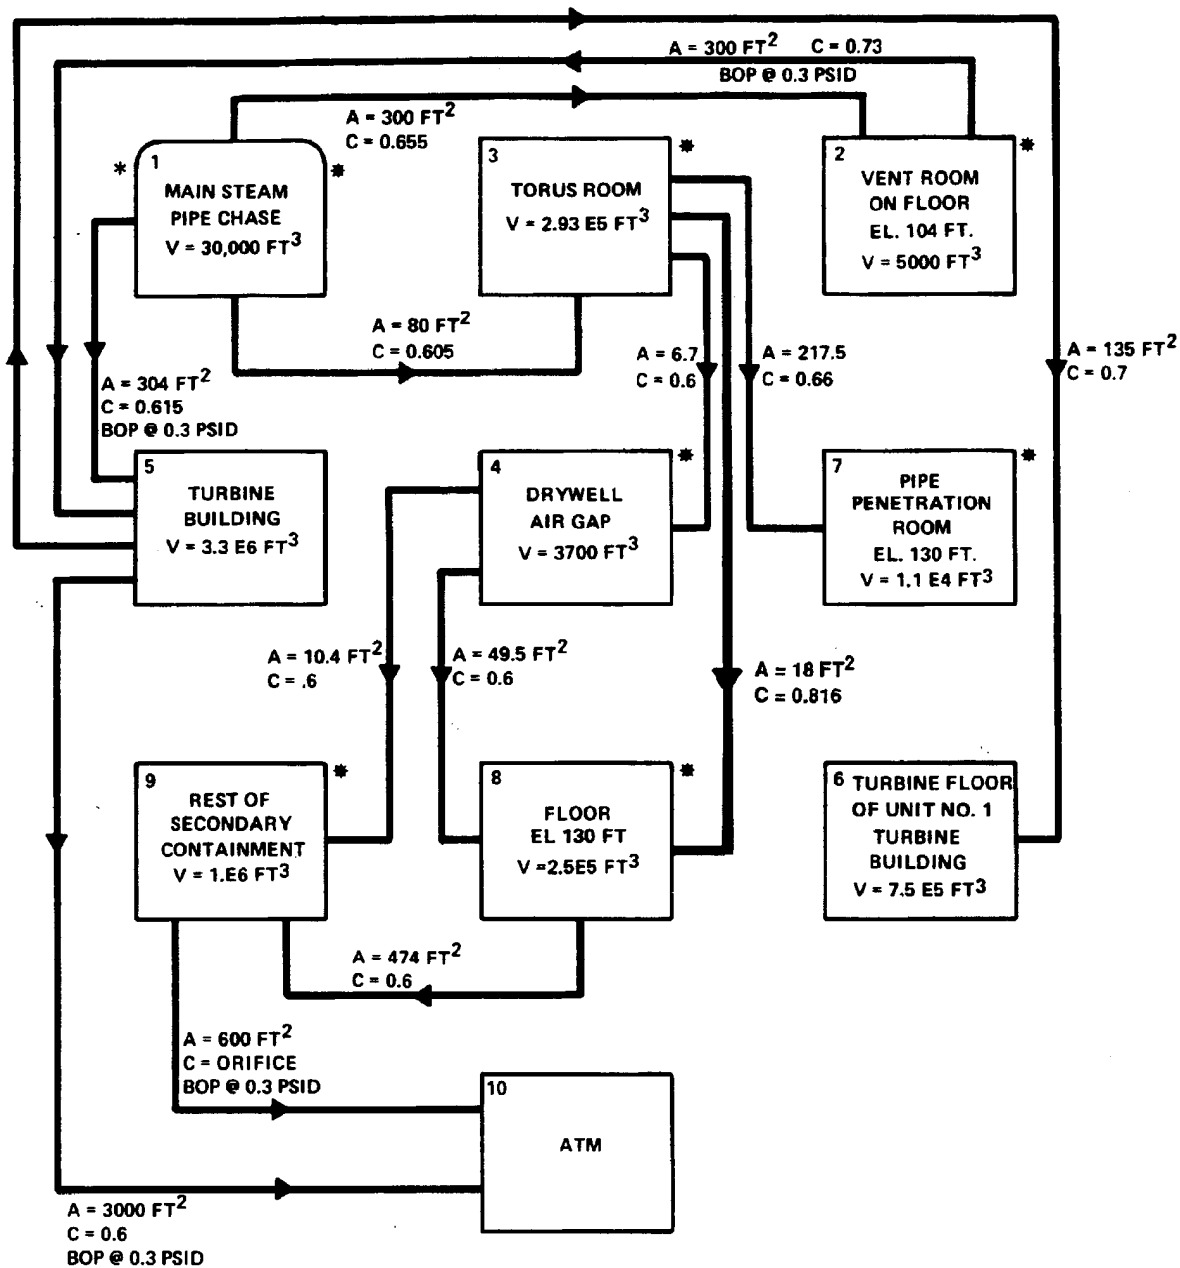 A = 300 FT² C = 0.73
BOP @ 0.3 PSID
A = 300 FT²
C = 0.655
1
* *
MAIN STEAM
PIPE CHASE
V = 30,000 FT³
3
*
TORUS ROOM
V = 2.93 E5 FT³
2
*
VENT ROOM
ON FLOOR
EL. 104 FT.
V = 5000 FT³
A = 80 FT²
C = 0.605
A = 6.7
C = 0.6
A = 217.5
C = 0.66
A = 135 FT²
C = 0.7
A = 304 FT²
C = 0.615
BOP @ 0.3 PSID
5
TURBINE
BUILDING
V = 3.3 E6 FT³
4
*
DRYWELL
AIR GAP
V = 3700 FT³
7
*
PIPE
PENETRATION
ROOM
EL. 130 FT.
V = 1.1 E4 FT³
A = 10.4 FT²
C = .6
A = 49.5 FT²
C = 0.6
A = 18 FT²
C = 0.816
9
*
REST OF
SECONDARY
CONTAINMENT
V = 1.E6 FT³
8
*
FLOOR
EL 130 FT
V =2.5E5 FT³
6 TURBINE FLOOR
OF UNIT NO. 1
TURBINE
BUILDING
V = 7.5 E5 FT³
A = 474 FT²
C = 0.6
A = 600 FT²
C = ORIFICE
BOP @ 0.3 PSID
10
ATM
A = 3000 FT²
C = 0.6
BOP @ 0.3 PSID